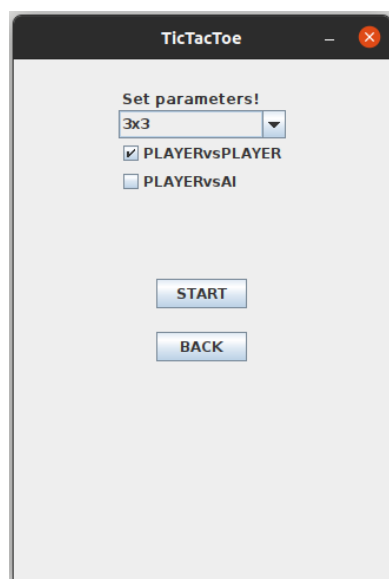 TicTacToe
Set parameters!
3x3
PLAYERvsPLAYER
PLAYERvsAI
START
BACK